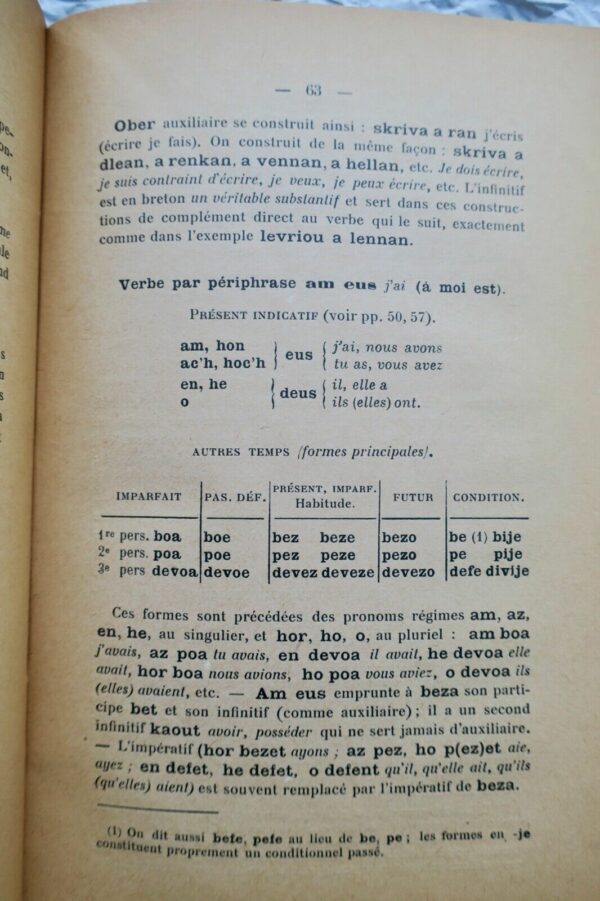 — 63 —
Ober auxiliaire se construit ainsi : skriva a ran j'écris
(écrire je fais). On construit de la même façon : skriva a
dlean, a renkan, a vennan, a hellan, etc. Je dois écrire,
je suis contraint d'écrire, je veux, je peux écrire, etc. L'infinitif
est en breton un véritable substantif et sert dans ces construc-
tions de complément direct au verbe qui le suit, exactement
comme dans l'exemple levriou a lennan.
Verbe par périphrase am eus j'ai (à moi est).
PRÉSENT INDICATIF (voir pp. 50, 57).
am, hon } eus { j'ai, nous avons
ac'h, hoc'h } eus { tu as, vous avez
en, he } deus { il, elle a
o } deus { ils (elles) ont.
AUTRES TEMPS (formes principales).
IMPARFAIT | PAS. DÉF. | PRÉSENT, IMPARF. Habitude. | FUTUR | CONDITION.
1re pers. boa | boe | bez beze | bezo | be (1) bije
2e pers. poa | poe | pez peze | pezo | pe pije
3e pers devoa | devoe | devez deveze | devezo | defe divije
Ces formes sont précédées des pronoms régimes am, az,
en, he, au singulier, et hor, ho, o, au pluriel : am boa
j'avais, az poa tu avais, en devoa il avait, he devoa elle
avait, hor boa nous avions, ho poa vous aviez, o devoa ils
(elles) avaient, etc. — Am eus emprunte à beza son parti-
cipe bet et son infinitif (comme auxiliaire) ; il a un second
infinitif kaout avoir, posséder qui ne sert jamais d'auxiliaire.
— L'impératif (hor bezet ayons ; az pez, ho p(ez)et aie,
ayez ; en defet, he defet, o defent qu'il, qu'elle ait, qu'ils
(qu'elles) aient) est souvent remplacé par l'impératif de beza.
(1) On dit aussi befe, pefe au lieu de be, pe ; les formes en -je
constituent proprement un conditionnel passé.